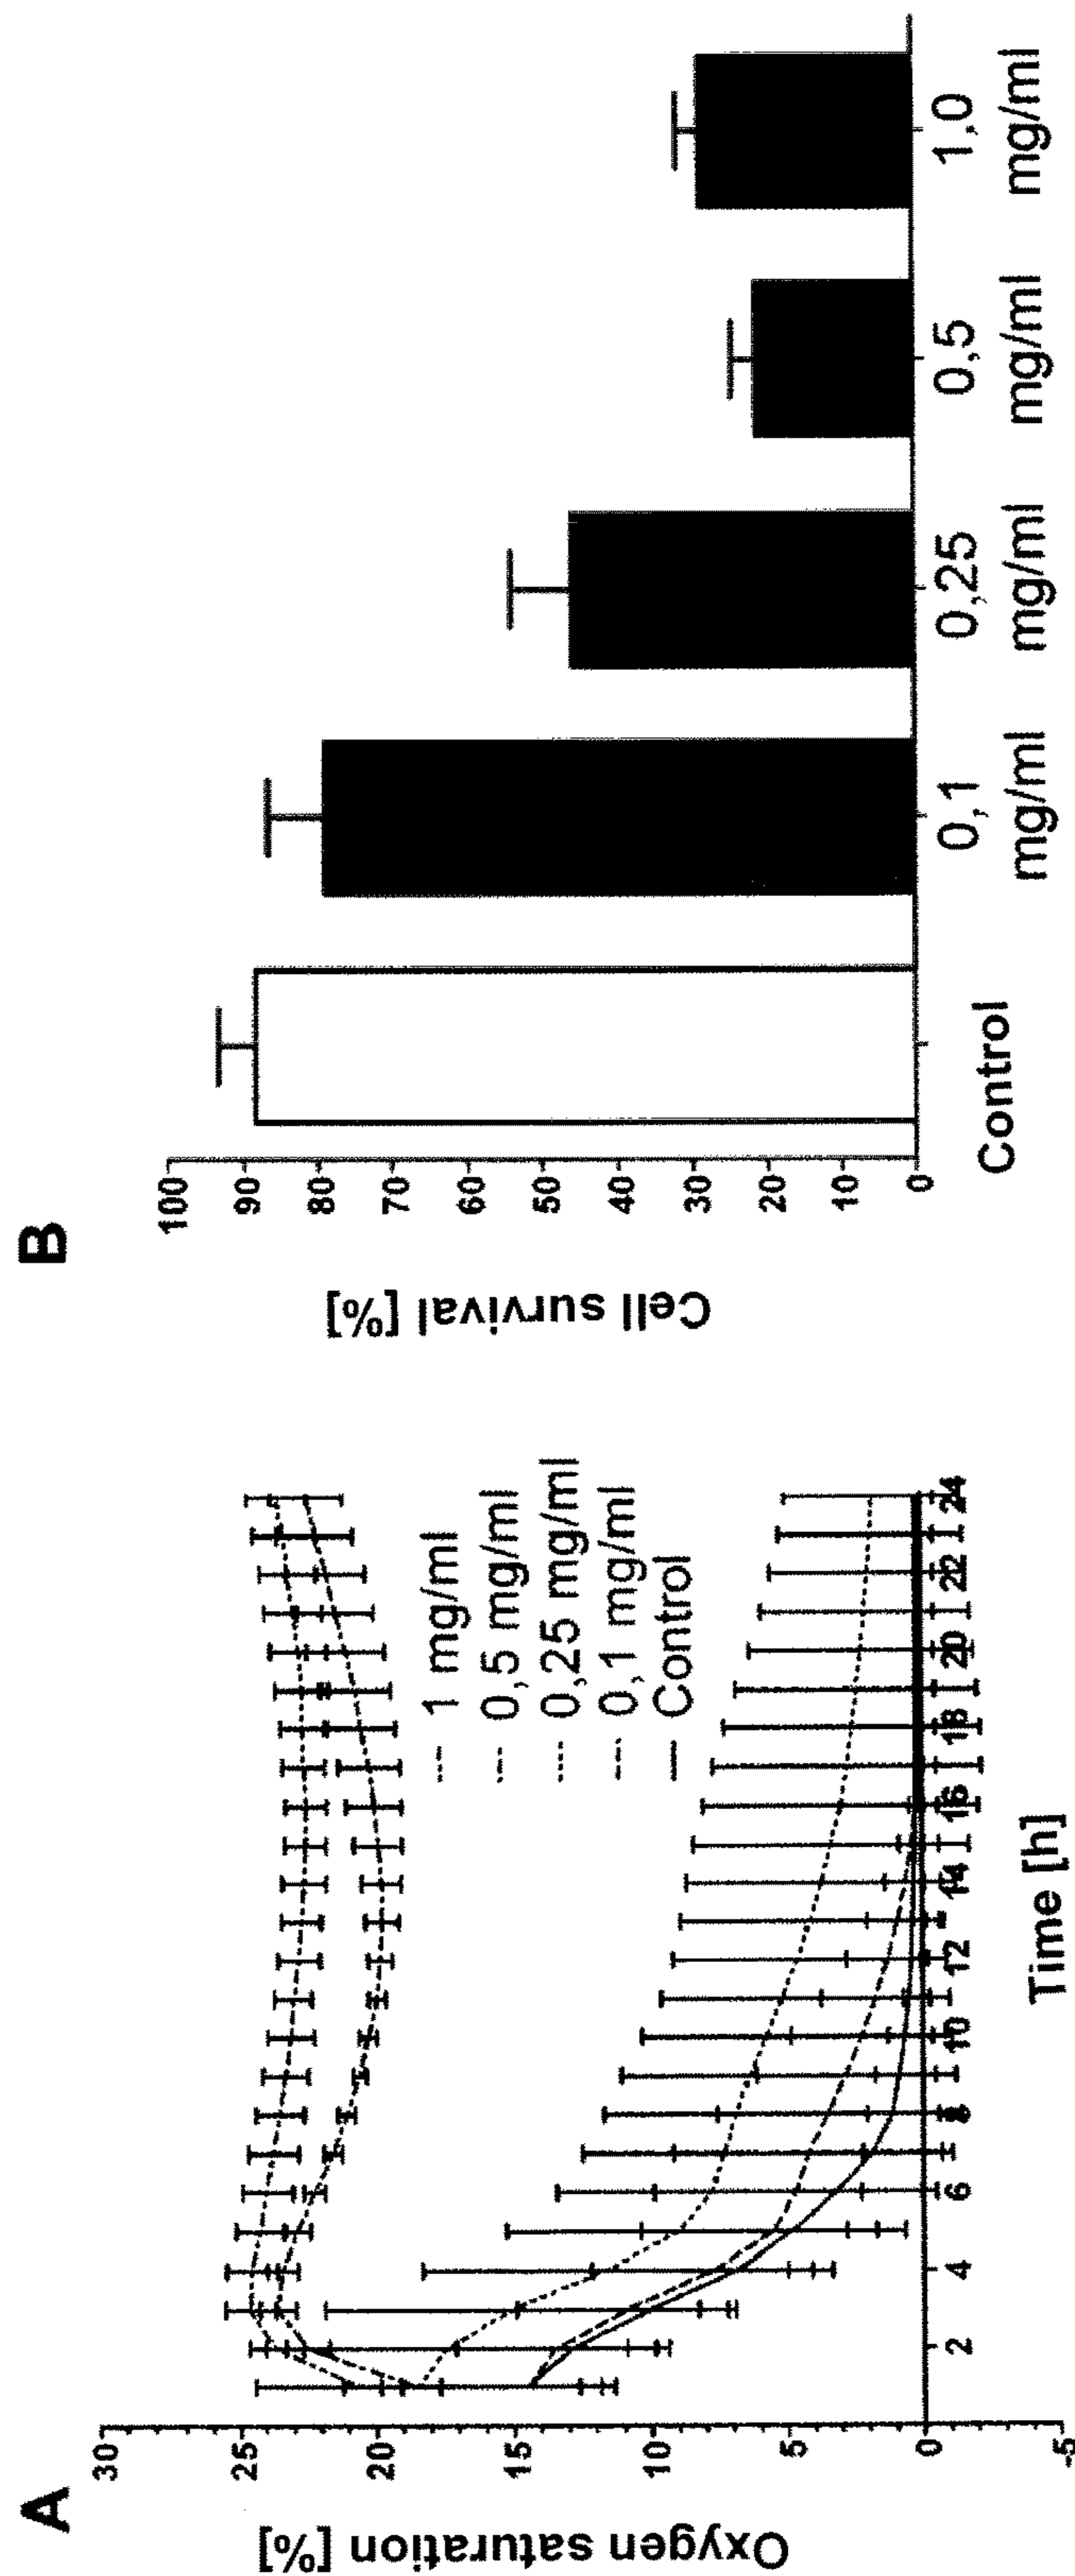 A
Oxygen saturation [%]
30
25
20
15
10
5
0
-5
2
4
6
8
10
12
14
16
18
20
22
24
Time [h]
1 mg/ml
0,5 mg/ml
0,25 mg/ml
0,1 mg/ml
Control
B
Cell survival [%]
100
90
80
70
60
50
40
30
20
10
0
Control
0,1
mg/ml
0,25
mg/ml
0,5
mg/ml
1,0
mg/ml